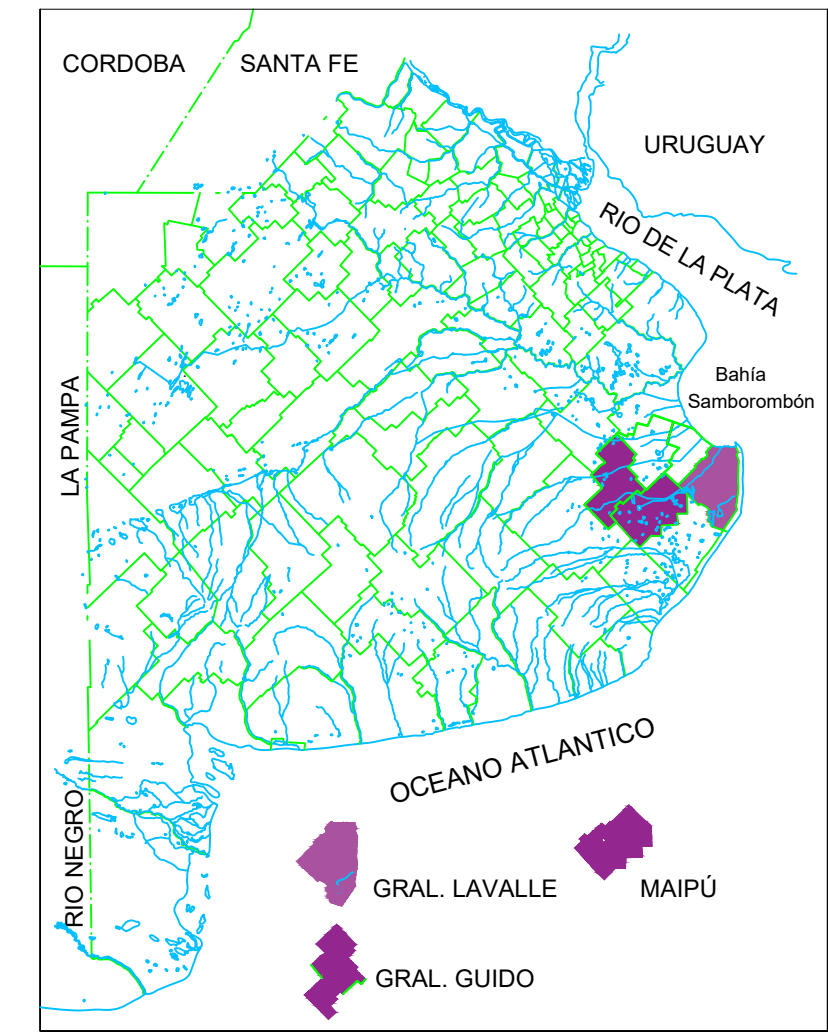 CORDOBA
SANTA FE
URUGUAY
RIO DE LA PLATA
Bahía
Samborombón
LA PAMPA
OCEANO ATLANTICO
RIO NEGRO
GRAL. LAVALLE
MAIPÚ
GRAL. GUIDO